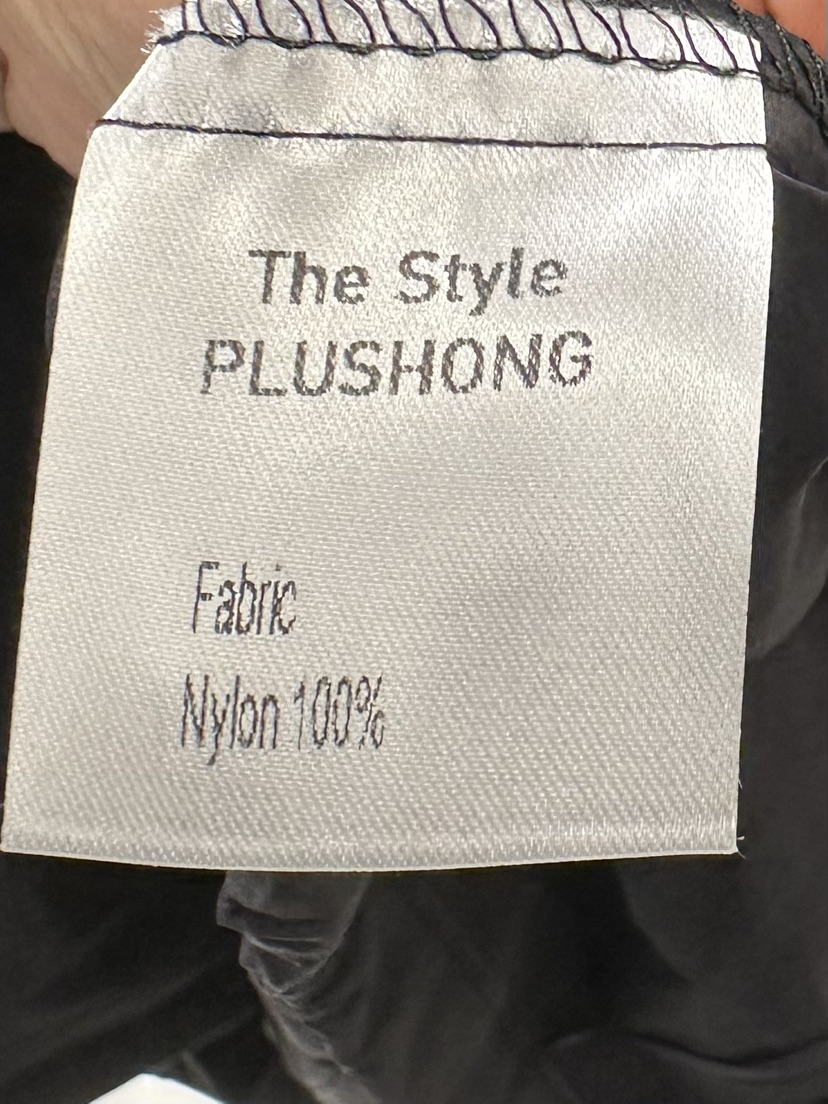 The Style
PLUSHONG
Fabric
Nylon 100%